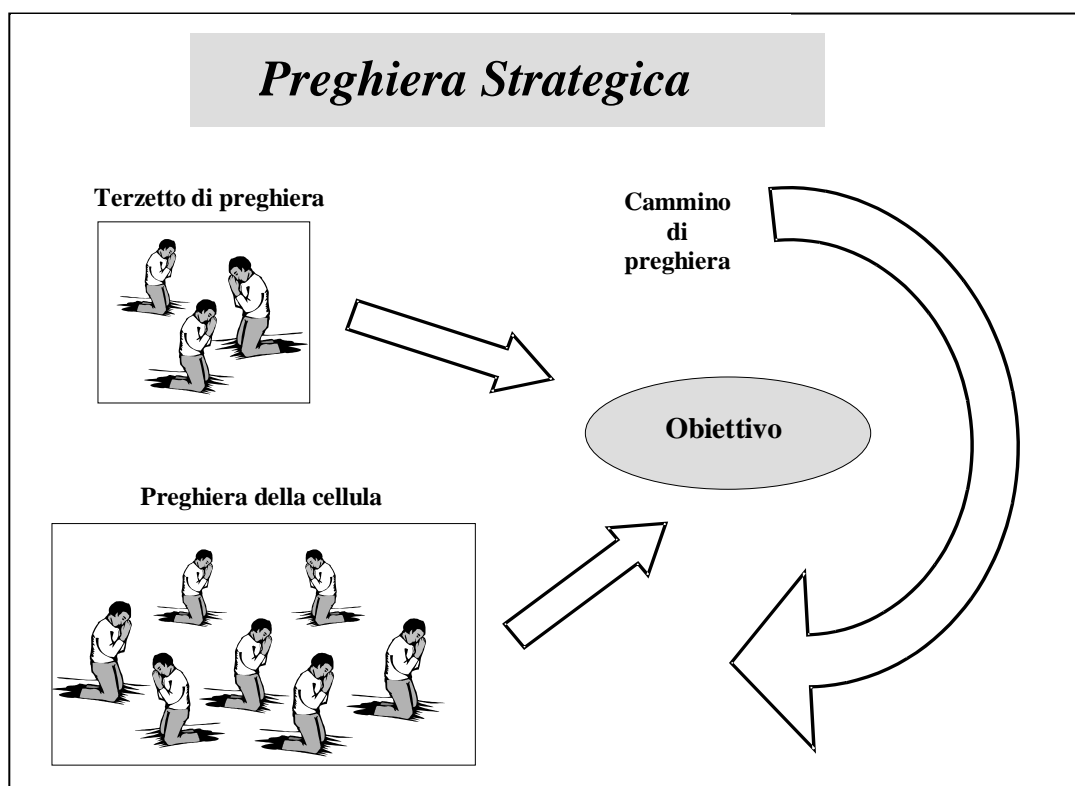 Preghiera Strategica
Terzetto di preghiera
Cammino
di
preghiera
Obiettivo
Preghiera della cellula